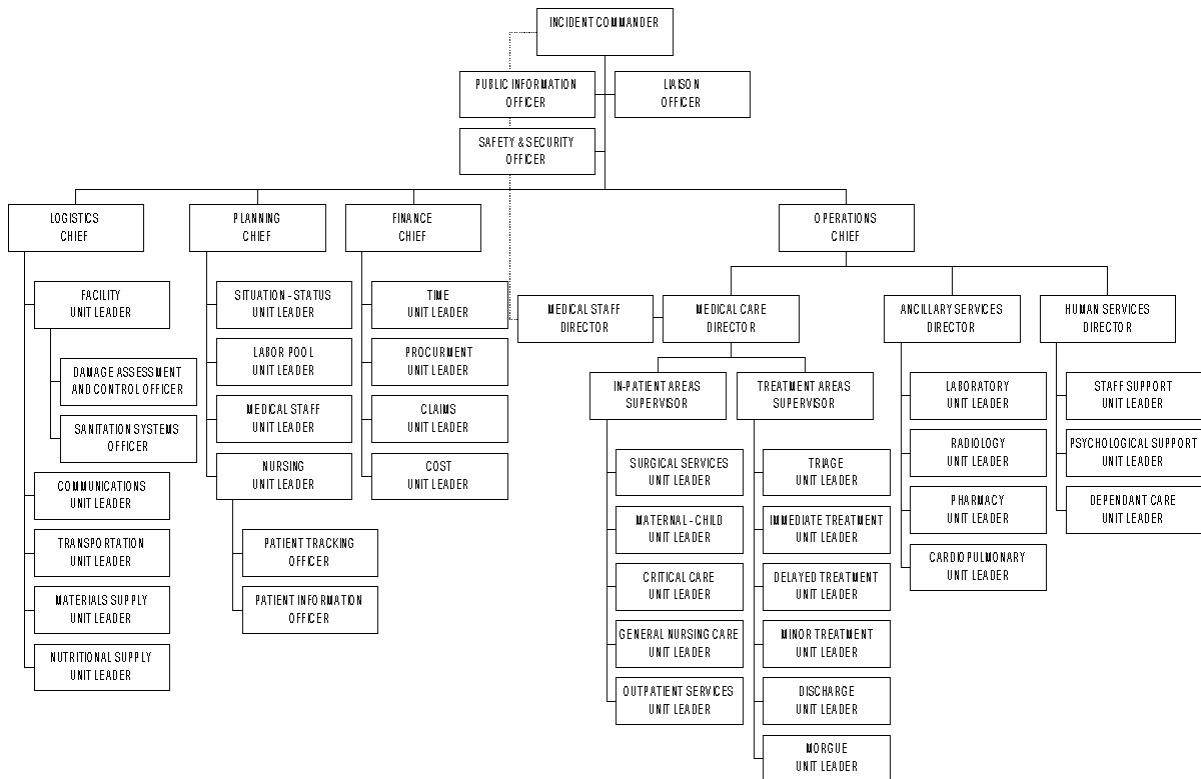 INCIDENT COMMANDER
PUBLIC INFORMATION
OFFICER
LIAISON
OFFICER
SAFETY & SECURITY
OFFICER
LOGISTICS
CHIEF
PLANNING
CHIEF
FINANCE
CHIEF
OPERATIONS
CHIEF
FACILITY
UNIT LEADER
DAMAGE ASSESSMENT
AND CONTROL OFFICER
SANITATION SYSTEMS
OFFICER
COMMUNICATIONS
UNIT LEADER
TRANSPORTATION
UNIT LEADER
MATERIALS SUPPLY
UNIT LEADER
NUTRITIONAL SUPPLY
UNIT LEADER
SITUATION - STATUS
UNIT LEADER
LABOR POOL
UNIT LEADER
MEDICAL STAFF
UNIT LEADER
NURSING
UNIT LEADER
PATIENT TRACKING
OFFICER
PATIENT INFORMATION
OFFICER
TIME
UNIT LEADER
PROCURMENT
UNIT LEADER
CLAIMS
UNIT LEADER
COST
UNIT LEADER
MEDICAL STAFF
DIRECTOR
MEDICAL CARE
DIRECTOR
IN-PATIENT AREAS
SUPERVISOR
SURGICAL SERVICES
UNIT LEADER
MATERNAL - CHILD
UNIT LEADER
CRITICAL CARE
UNIT LEADER
GENERAL NURSING CARE
UNIT LEADER
OUTPATIENT SERVICES
UNIT LEADER
TREATMENT AREAS
SUPERVISOR
TRIAGE
UNIT LEADER
IMMEDIATE TREATMENT
UNIT LEADER
DELAYED TREATMENT
UNIT LEADER
MINOR TREATMENT
UNIT LEADER
DISCHARGE
UNIT LEADER
MORGUE
UNIT LEADER
ANCILLARY SERVICES
DIRECTOR
LABORATORY
UNIT LEADER
RADIOLOGY
UNIT LEADER
PHARMACY
UNIT LEADER
CARDIOPULMONARY
UNIT LEADER
HUMAN SERVICES
DIRECTOR
STAFF SUPPORT
UNIT LEADER
PSYCHOLOGICAL SUPPORT
UNIT LEADER
DEPENDANT CARE
UNIT LEADER